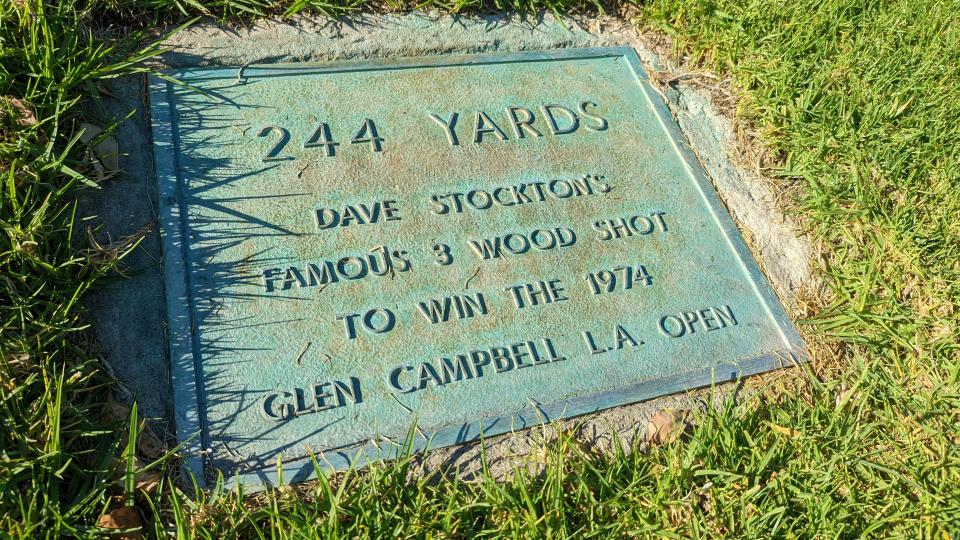 244 YARDS
DAVE STOCKTON'S
FAMOUS 3 WOOD SHOT
TO WIN THE 1974
GLEN CAMPBELL L.A. OPEN